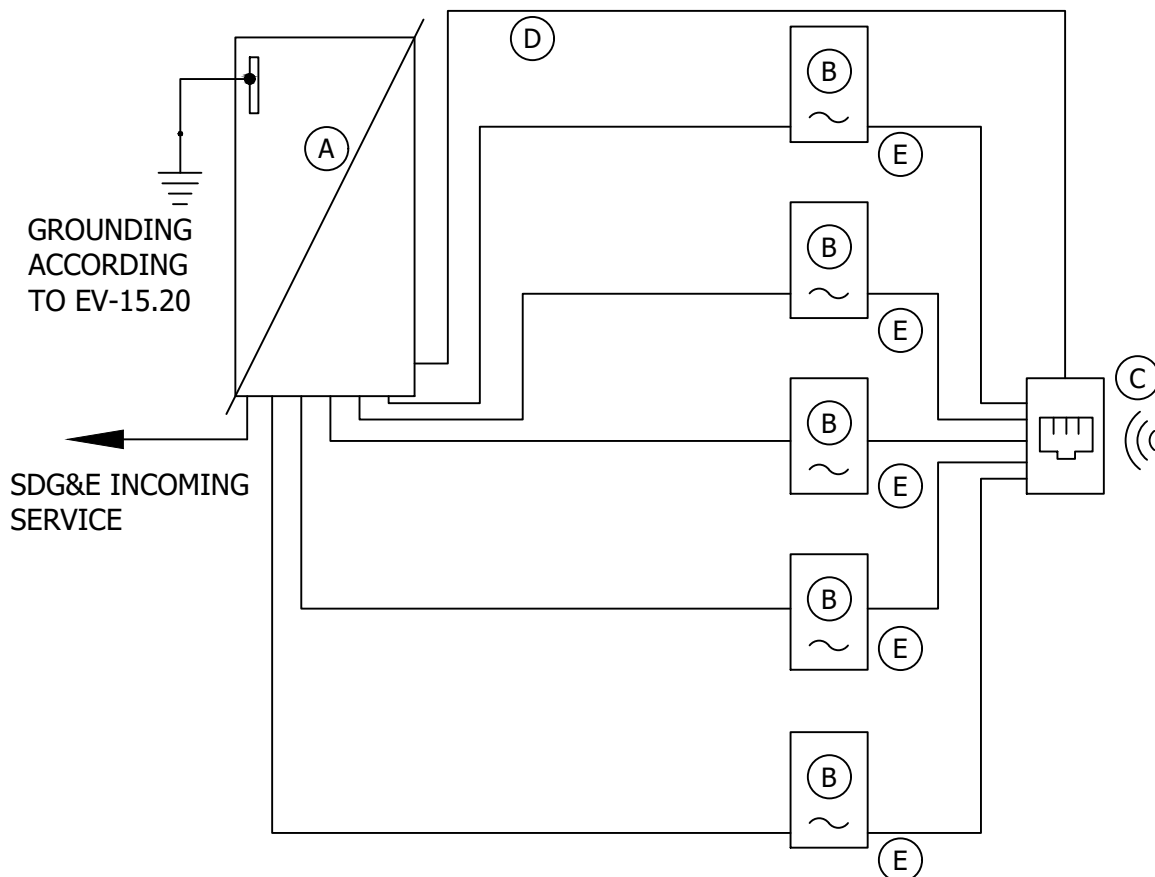 D
B
A
E
GROUNDING
ACCORDING
TO EV-15.20
B
E
C
B
SDG&E INCOMING
SERVICE
E
B
E
B
E